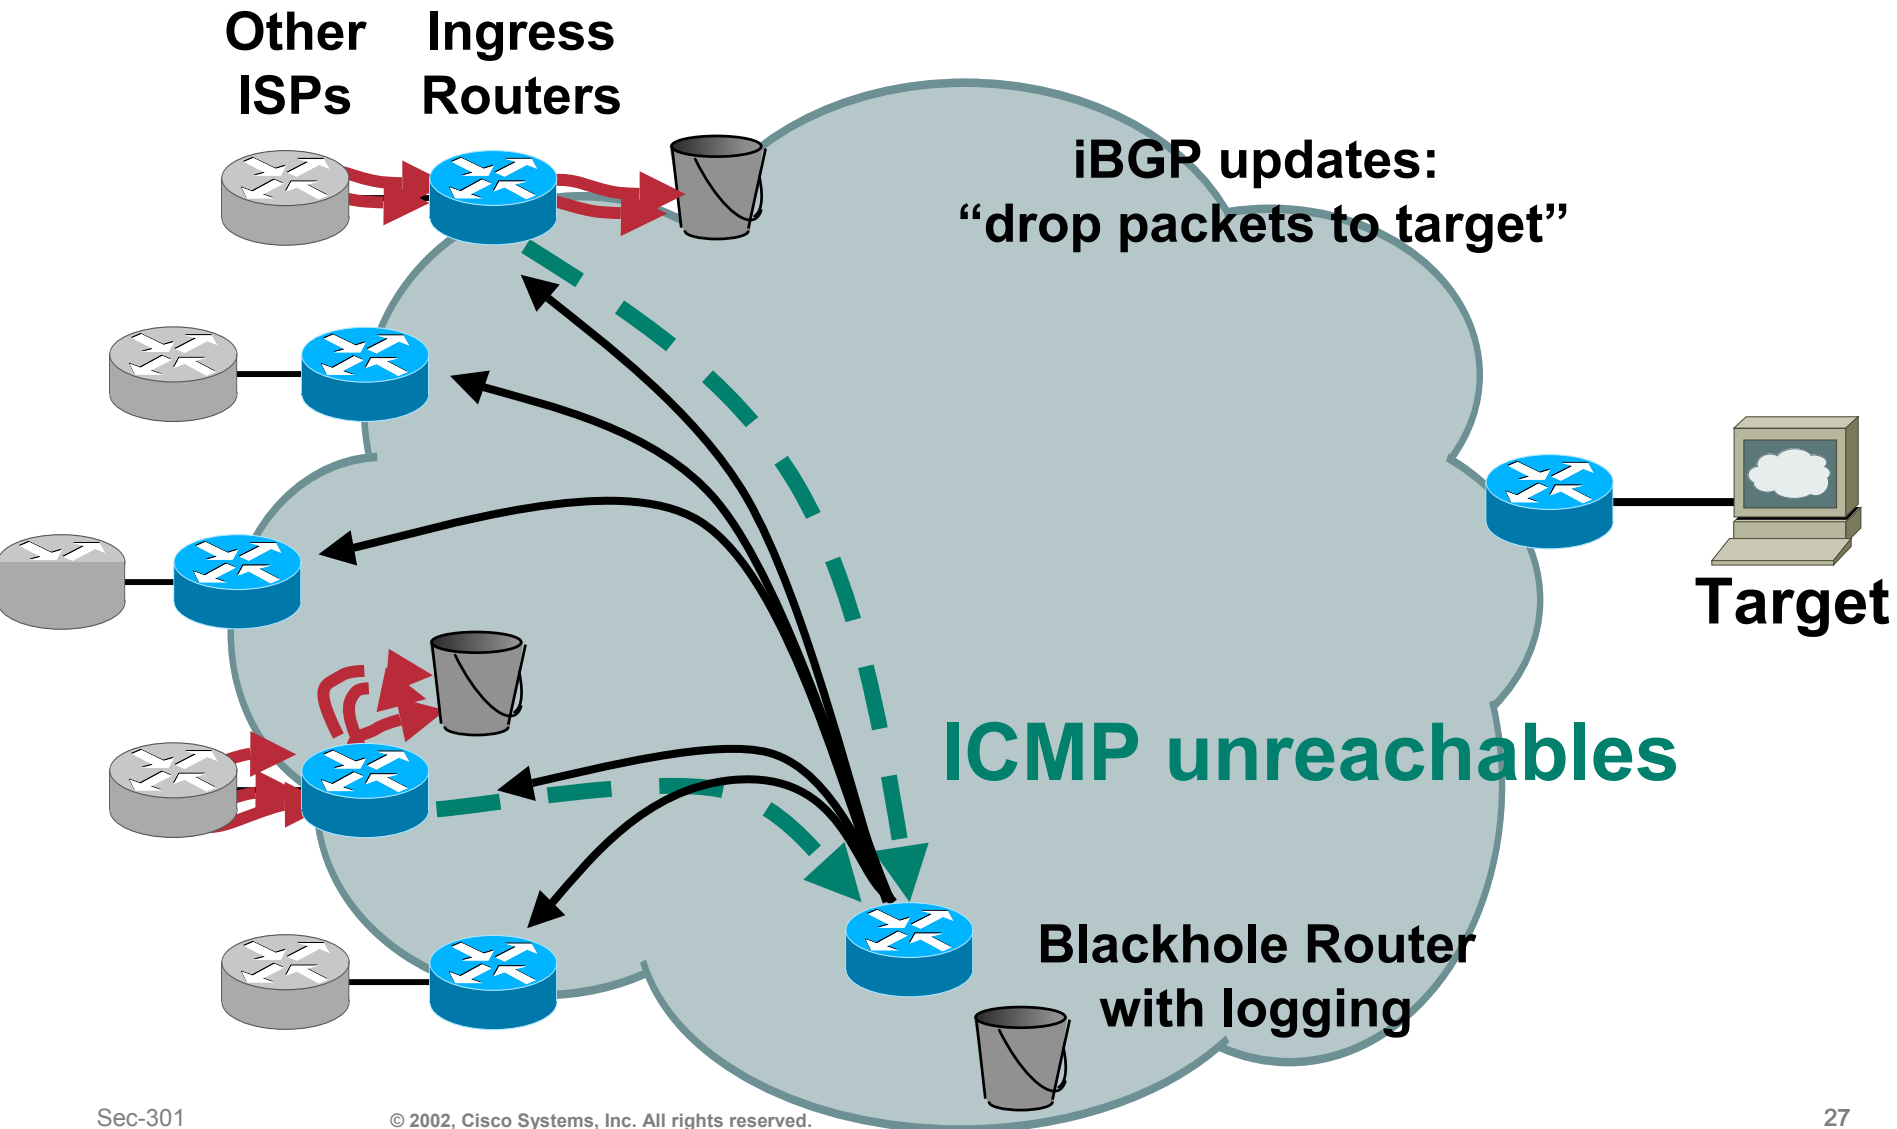 Other
ISPs
Ingress
Routers
iBGP updates:
“drop packets to target”
Target
ICMP unreachables
Blackhole Router
with logging
Sec-301
© 2002, Cisco Systems, Inc. All rights reserved.
27